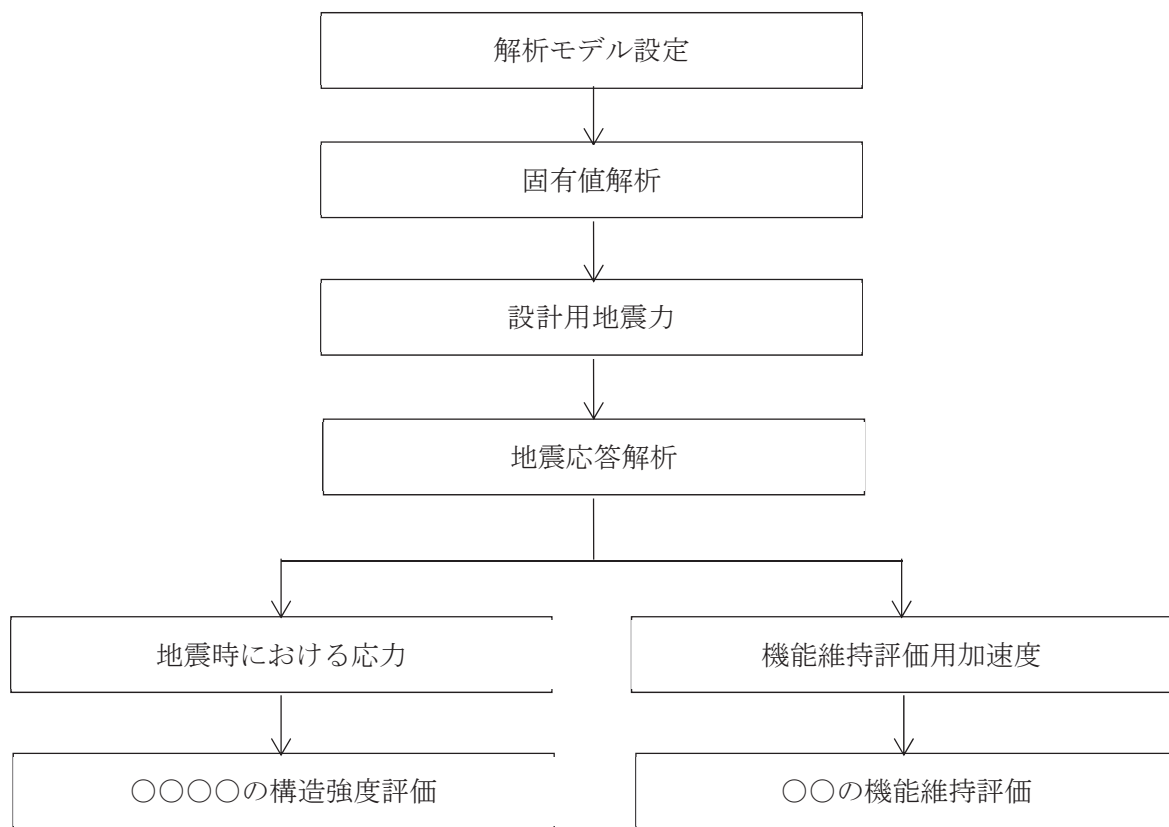 解析モデル設定
固有値解析
設計用地震力
地震応答解析
地震時における応力
機能維持評価用加速度
○○○○の構造強度評価
○○の機能維持評価